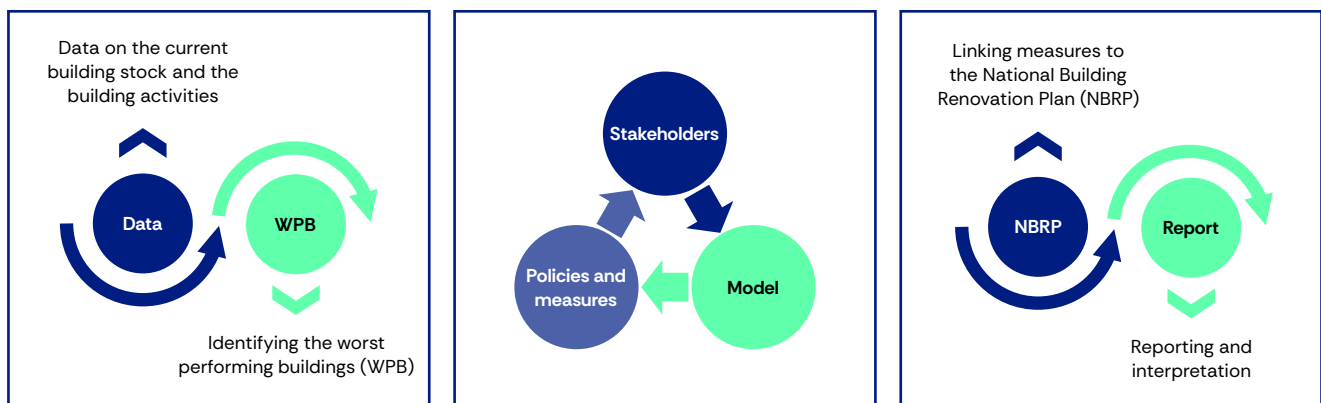 Data on the current
building stock and the
building activities
Data
WPB
Identifying the worst
performing buildings (WPB)
Stakeholders
Policies and
measures
Model
Linking measures to
the National Building
Renovation Plan (NBRP)
NBRP
Report
Reporting and
interpretation